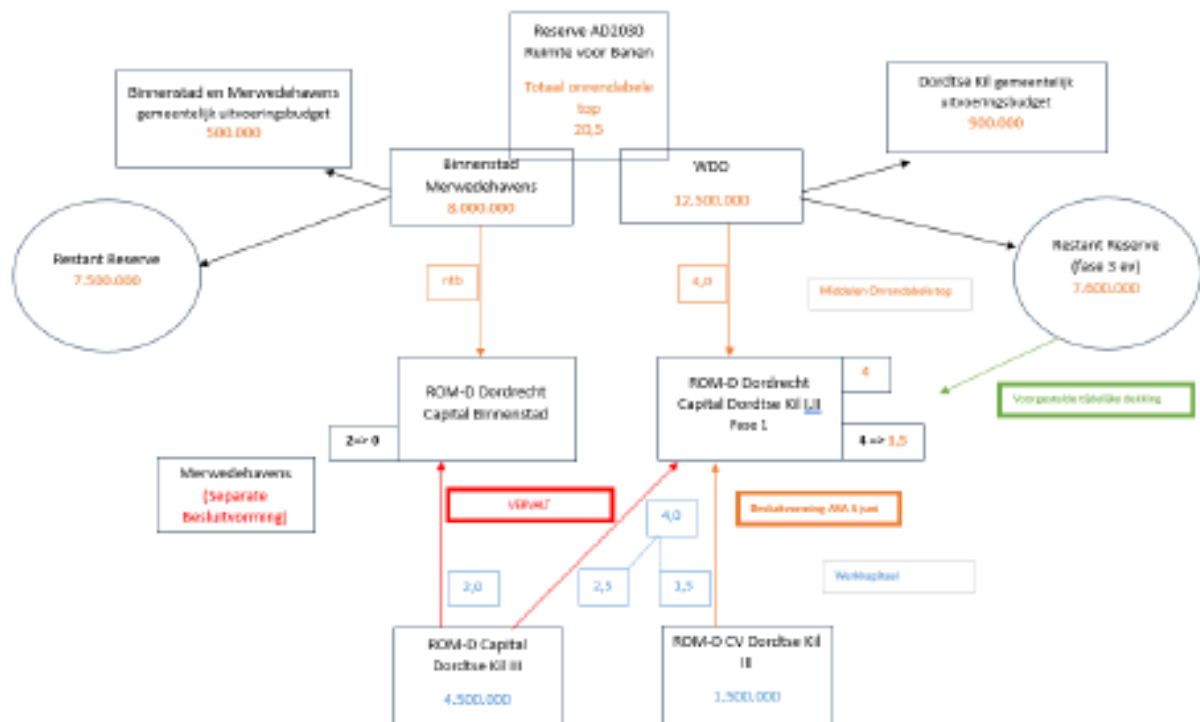 Reserve AD2030
Ruimte voor Banen
Totaal onrendabele
top
20,5
Binnenstad en Merwedehavens
gemeentelijk uitvoeringsbudget
500.000
Dordtse Kil gemeentelijk
uitvoeringsbudget
900.000
Binnenstad
Merwedehavens
8.000.000
WDO
12.500.000
Restant Reserve
7.500.000
Restant Reserve
(fase 3 ev)
7.600.000
ntb
4,0
Middelen Onrendabele top
ROM-D Dordrecht
Capital Binnenstad
2=> 0
ROM-D Dordrecht
Capital Dordtse Kil I,II
Fase 1
4
4 => 1,5
Voorgestelde tijdelijke dekking
Merwedehavens
(Separate
Besluitvorming)
VERVALT
Besluitvorming AVA 6 juni
4,0
2,0
2,5
1,5
Werkkapitaal
ROM-D Capital
Dordtse Kil III
4.500.000
ROM-D CV Dordtse Kil
III
1.500.000